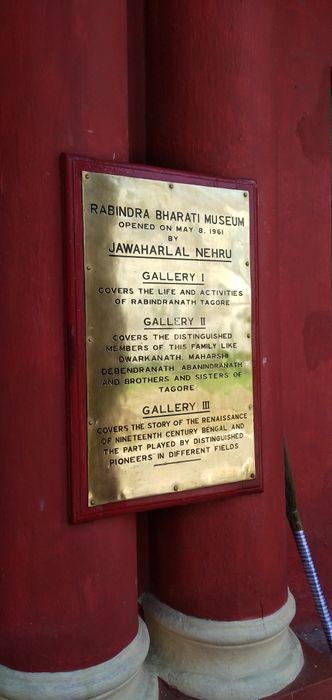 RABINDRA BHARATI MUSEUM
OPENED ON MAY 8, 1961
BY
JAWAHARLAL NEHRU
GALLERY I
COVERS THE LIFE AND ACTIVITIES
OF RABINDRANATH TAGORE
GALLERY II
COVERS THE DISTINGUISHED
MEMBERS OF THIS FAMILY LIKE
DWARKANATH, MAHARSHI
DEBENDRANATH, ABANINDRANATH
AND BROTHERS AND SISTERS OF
TAGORE
GALLERY III
COVERS THE STORY OF THE RENAISSANCE
OF NINETEENTH CENTURY BENGAL AND
THE PART PLAYED BY DISTINGUISHED
PIONEERS IN DIFFERENT FIELDS